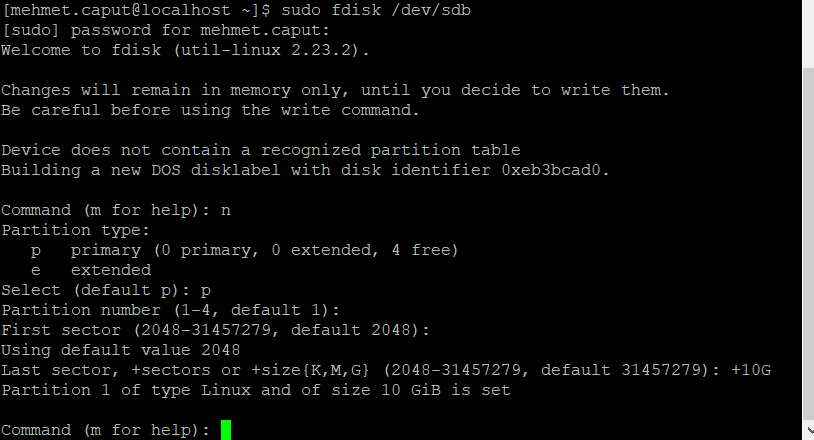 [mehmet.caput@localhost ~]$ sudo fdisk /dev/sdb
[sudo] password for mehmet.caput:
Welcome to fdisk (util-linux 2.23.2).

Changes will remain in memory only, until you decide to write them.
Be careful before using the write command.

Device does not contain a recognized partition table
Building a new DOS disklabel with disk identifier 0xeb3bcad0.

Command (m for help): n
Partition type:
   p   primary (0 primary, 0 extended, 4 free)
   e   extended
Select (default p): p
Partition number (1-4, default 1):
First sector (2048-31457279, default 2048):
Using default value 2048
Last sector, +sectors or +size{K,M,G} (2048-31457279, default 31457279): +10G
Partition 1 of type Linux and of size 10 GiB is set

Command (m for help):